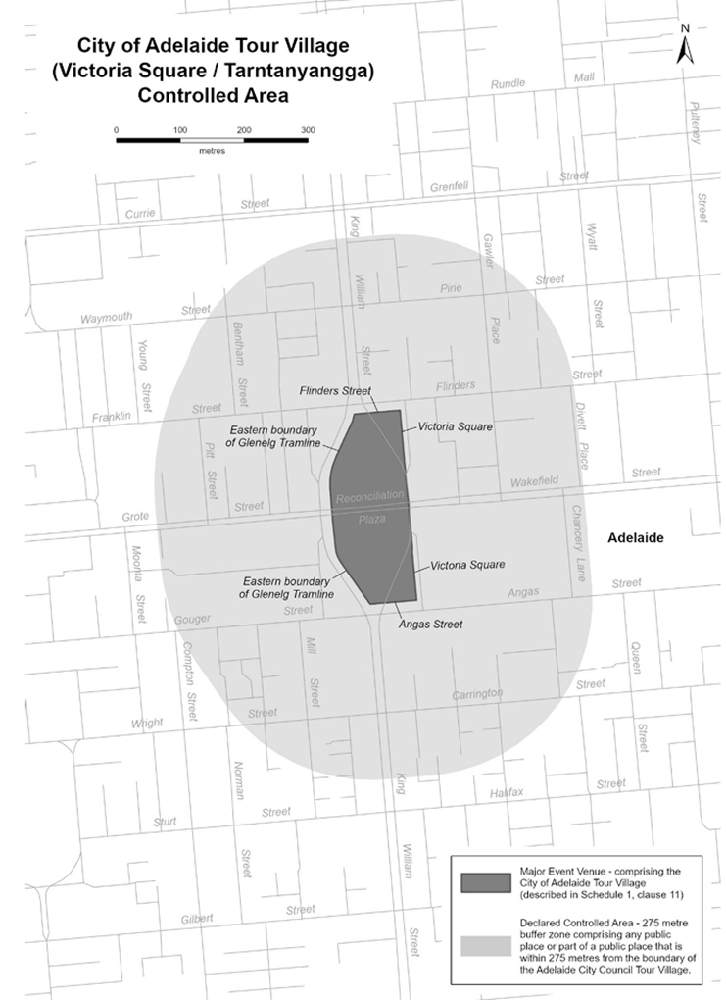 City of Adelaide Tour Village
(Victoria Square / Tarntanyangga)
Controlled Area
0 100 200 300
metres
N
Rundle Mall
Pulteney
Street
Grenfell Street
Currie Street
King
William
Street
Gawler
Place
Wyatt
Street
Pirie Street
Waymouth Street
Young
Street
Bentham
Street
Flinders Street
Flinders Street
Franklin Street
Victoria Square
Eastern boundary
of Glenelg Tramline
Pitt
Street
Divett
Place
Wakefield Street
Reconciliation
Plaza
Grote Street
Chancery
Lane
Adelaide
Moonta
Street
Victoria Square
Eastern boundary
of Glenelg Tramline
Angas Street
Gouger Street
Angas Street
Compton
Street
Mill
Street
Queen
Street
Carrington Street
Wright Street
Norman
Street
King
William
Street
Halifax Street
Sturt Street
Gilbert Street
Major Event Venue - comprising the
City of Adelaide Tour Village
(described in Schedule 1, clause 11)
Declared Controlled Area - 275 metre
buffer zone comprising any public
place or part of a public place that is
within 275 metres from the boundary of
the Adelaide City Council Tour Village.